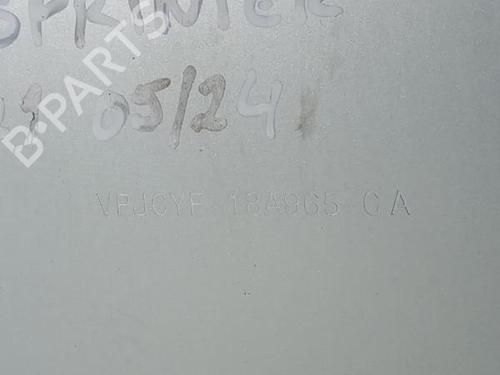 SPRINTER
05/24
B-PARTS
VPJCYF-18A965-CA